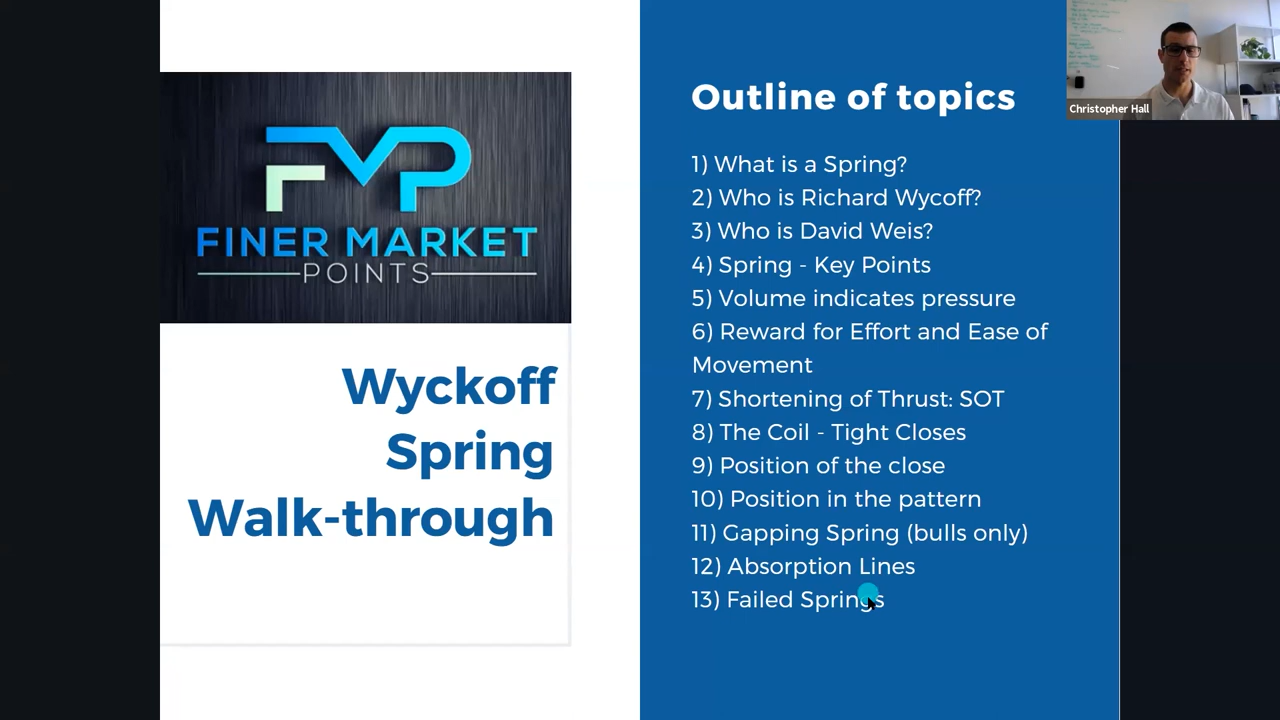 FINER MARKET
POINTS
Wyckoff
Spring
Walk-through
Outline of topics
1) What is a Spring?
2) Who is Richard Wycoff?
3) Who is David Weis?
4) Spring - Key Points
5) Volume indicates pressure
6) Reward for Effort and Ease of
Movement
7) Shortening of Thrust: SOT
8) The Coil - Tight Closes
9) Position of the close
10) Position in the pattern
11) Gapping Spring (bulls only)
12) Absorption Lines
13) Failed Springs
Christopher Hall